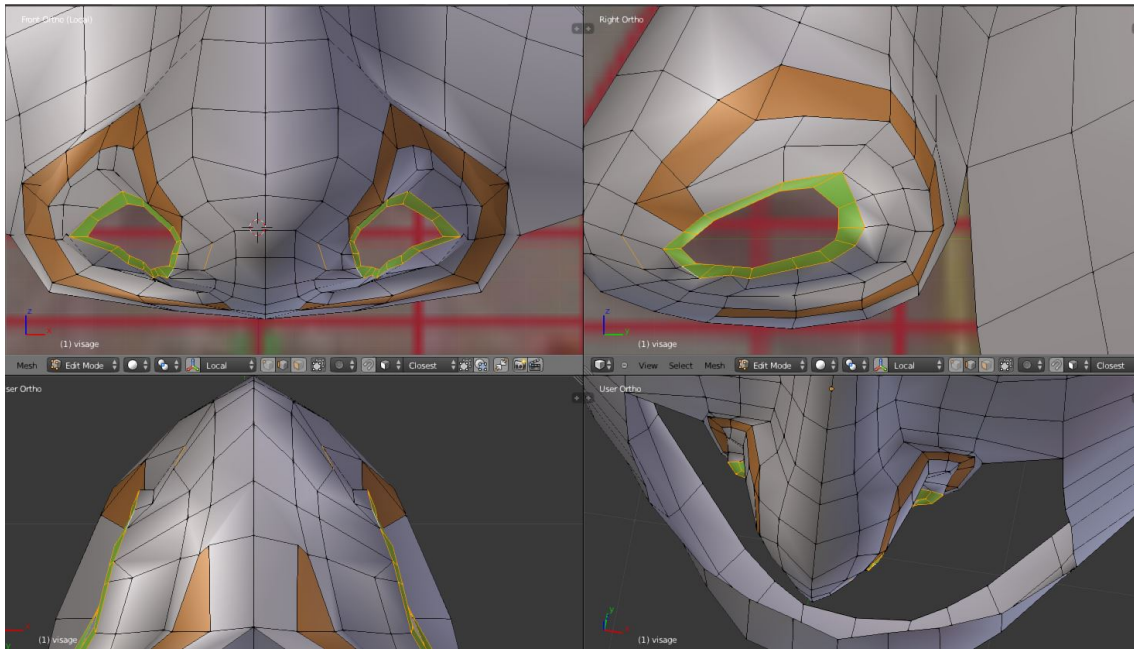 Front Ortho (Local)
Right Ortho
z
x
z
y
(1) visage
(1) visage
Mesh Edit Mode Local Closest
View Select Mesh Edit Mode Local Closest
ser Ortho
User Ortho
(1) visage
y
(1) visage